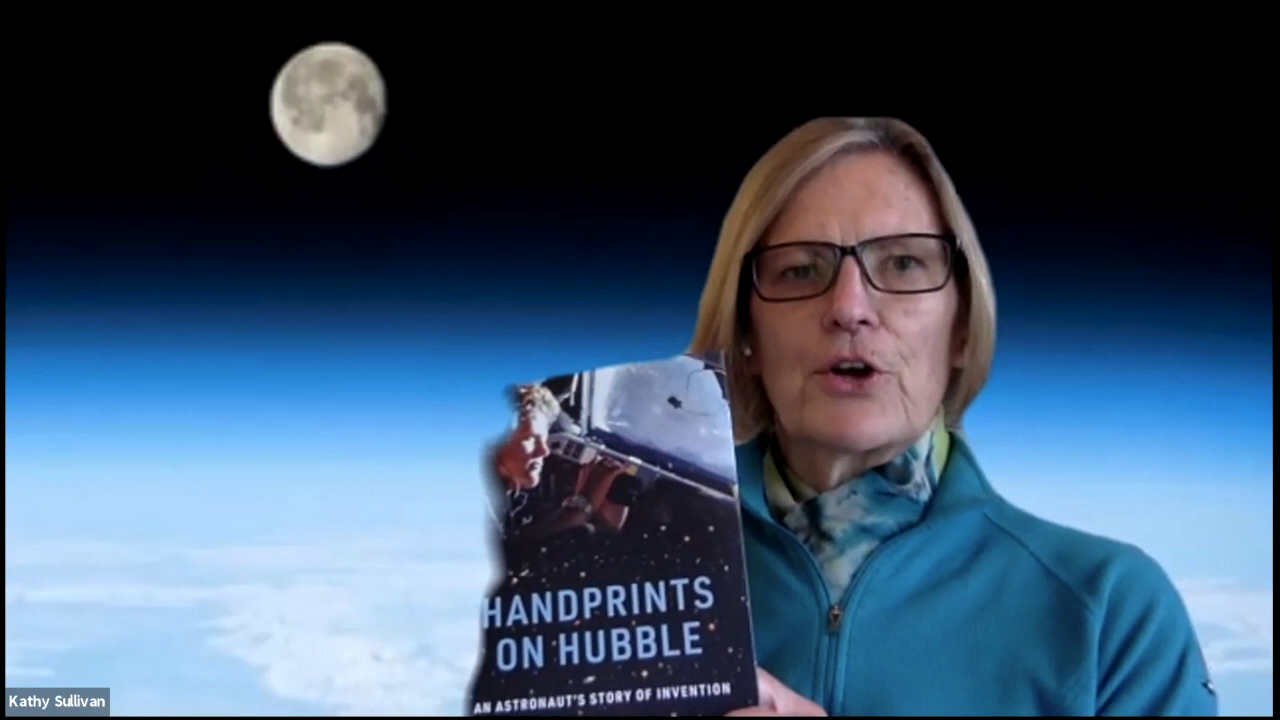 HANDPRINTS
ON HUBBLE
AN ASTRONAUT'S STORY OF INVENTION
Kathy Sullivan